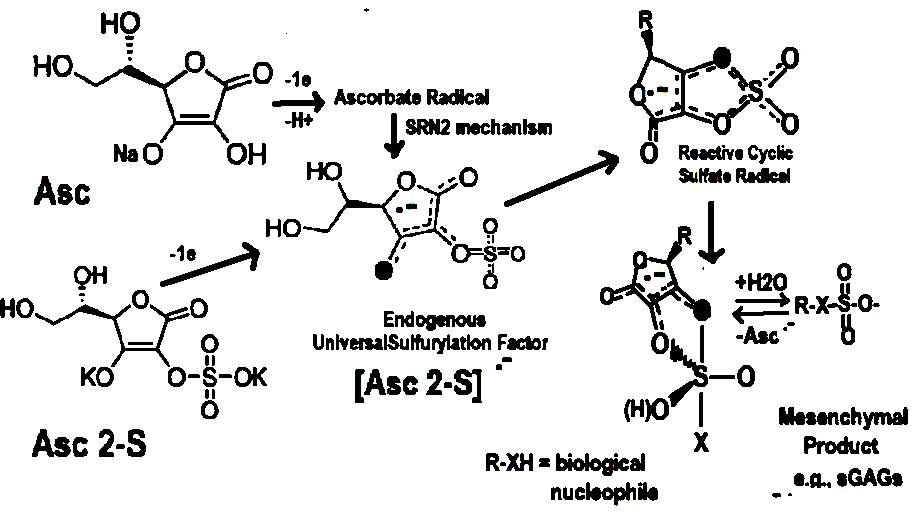 HO
HO
O
O
NaO
OH
Asc
-1e
-H+
Ascorbate Radical
SRN2 mechanism
HO
HO
O
O
.-
O
O
S
O
O
-1e
OH
HO
O
O
KO
O-S-OK
O
O
Asc 2-S
Endogenous
UniversalSulfurylation Factor
[Asc 2-S] .-
R
O
.-
O
S
O
O
O
Reactive Cyclic
Sulfate Radical
R
O
.-
O
O
S
O
(H)O
X
+H2O
-Asc .-
O
R-X-S-O-
O
R-XH = biological
nucleophile
Mesenchymal
Product
e.g., sGAGs